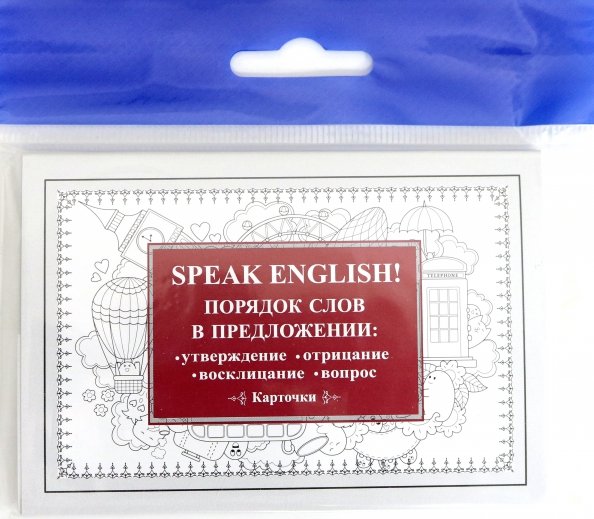 TELEPHONE
SPEAK ENGLISH!
ПОРЯДОК СЛОВ
В ПРЕДЛОЖЕНИИ:
•утверждение •отрицание
•восклицание •вопрос
Карточки